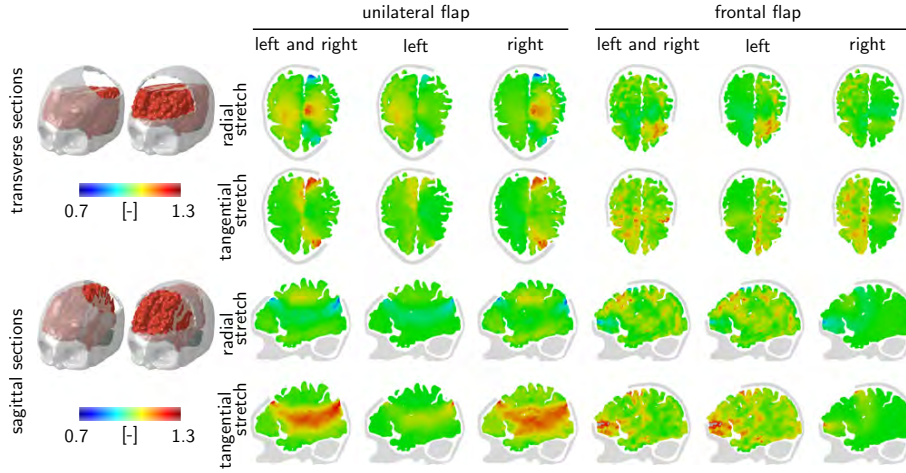 unilateral flap
frontal flap
left and right
left
right
left and right
left
right
transverse sections
radial
stretch
tangential
stretch
0.7
[-]
1.3
sagittal sections
radial
stretch
tangential
stretch
0.7
[-]
1.3